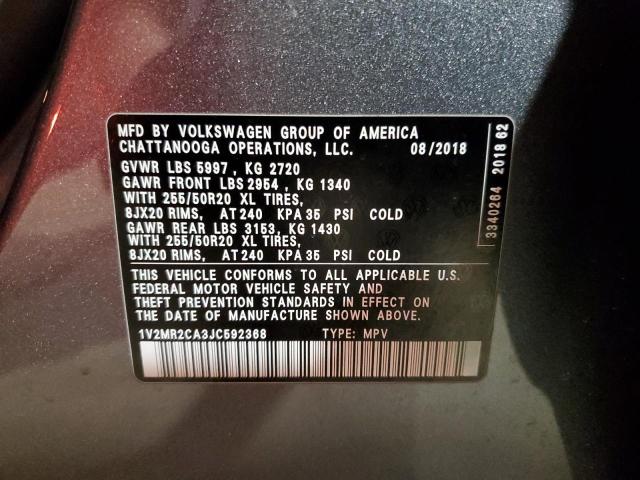 MFD BY VOLKSWAGEN GROUP OF AMERICA
CHATTANOOGA OPERATIONS, LLC. 08/2018
GVWR LBS 5997 , KG 2720
GAWR FRONT LBS 2954 , KG 1340
WITH 255/50R20 XL TIRES,
8JX20 RIMS, AT 240 KPA 35 PSI COLD
GAWR REAR LBS 3153, KG 1430
WITH 255/50R20 XL TIRES,
8JX20 RIMS, AT 240 KPA 35 PSI COLD
THIS VEHICLE CONFORMS TO ALL APPLICABLE U.S.
FEDERAL MOTOR VEHICLE SAFETY AND
THEFT PREVENTION STANDARDS IN EFFECT ON
THE DATE OF MANUFACTURE SHOWN ABOVE.
1V2MR2CA3JC592368 TYPE: MPV
3340264 2018 62